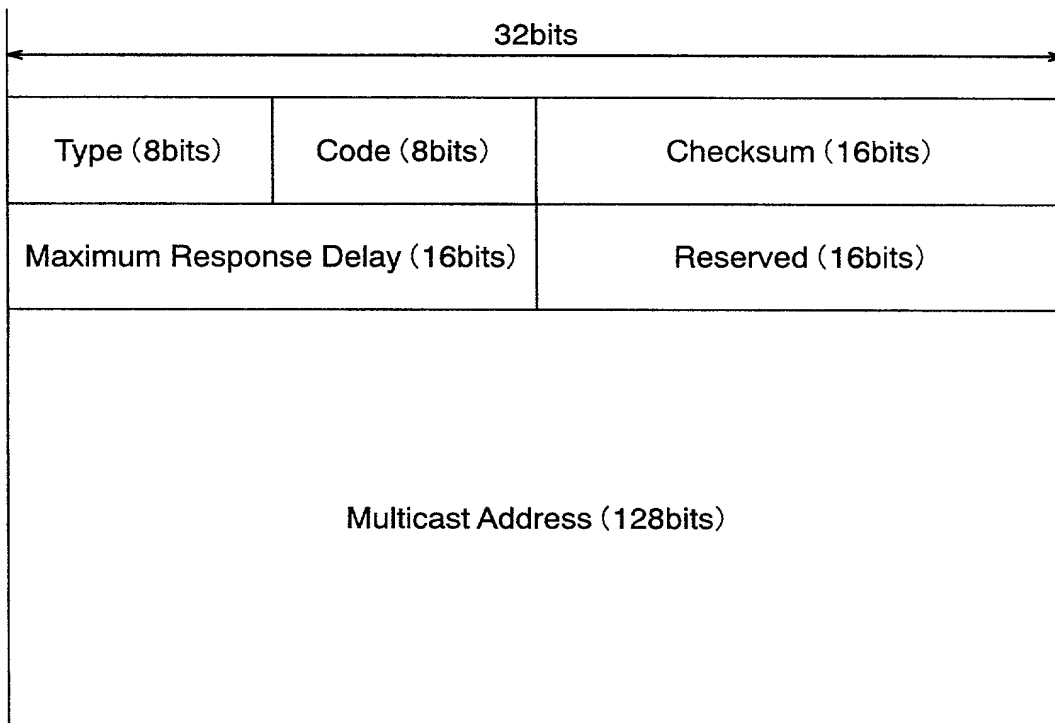 32bits
Type (8bits) Code (8bits) Checksum (16bits)
Maximum Response Delay (16bits) Reserved (16bits)
Multicast Address (128bits)